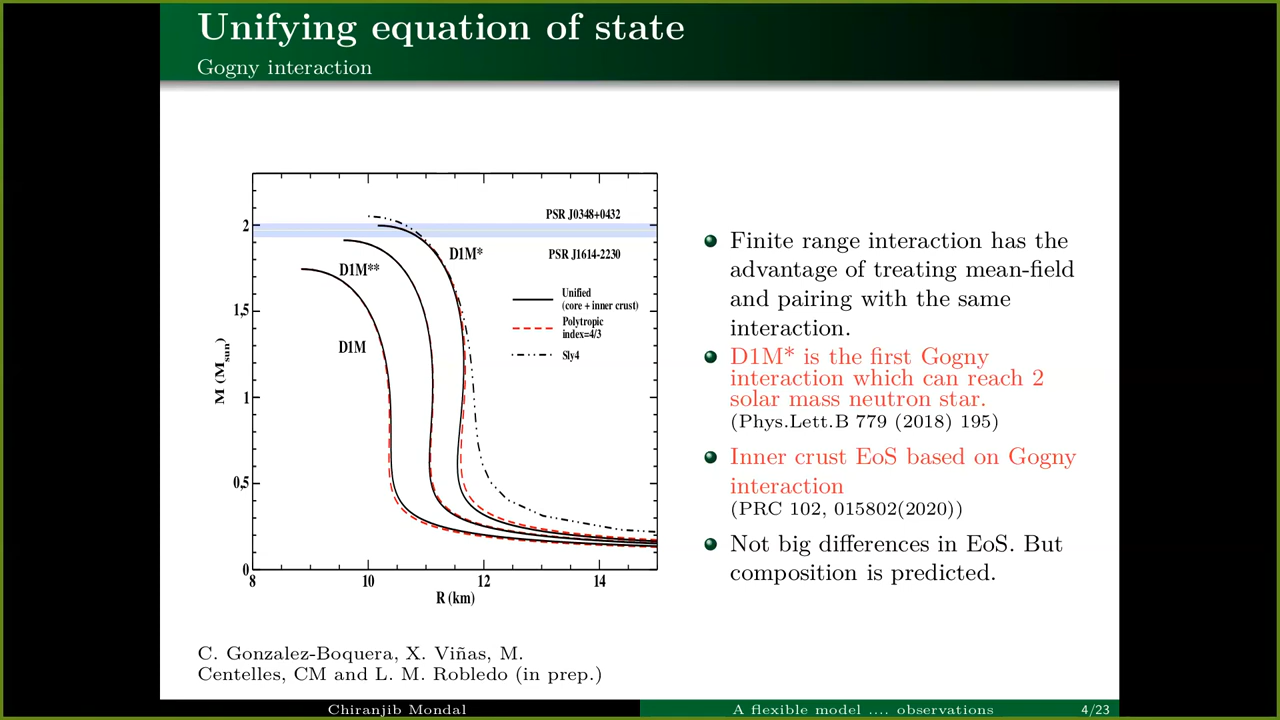 Unifying equation of state
Gogny interaction
PSR J0348+0432
PSR J1614-2230
D1M*
D1M**
D1M
Unified
(core + inner crust)
Polytropic
index=4/3
Sly4
M (Msun)
2
1,5
1
0,5
0
8
10
12
14
R (km)
Finite range interaction has the
advantage of treating mean-field
and pairing with the same
interaction.
D1M* is the first Gogny
interaction which can reach 2
solar mass neutron star.
(Phys.Lett.B 779 (2018) 195)
Inner crust EoS based on Gogny
interaction
(PRC 102, 015802(2020))
Not big differences in EoS. But
composition is predicted.
C. Gonzalez-Boquera, X. Viñas, M.
Centelles, CM and L. M. Robledo (in prep.)
Chiranjib Mondal
A flexible model .... observations
4/23